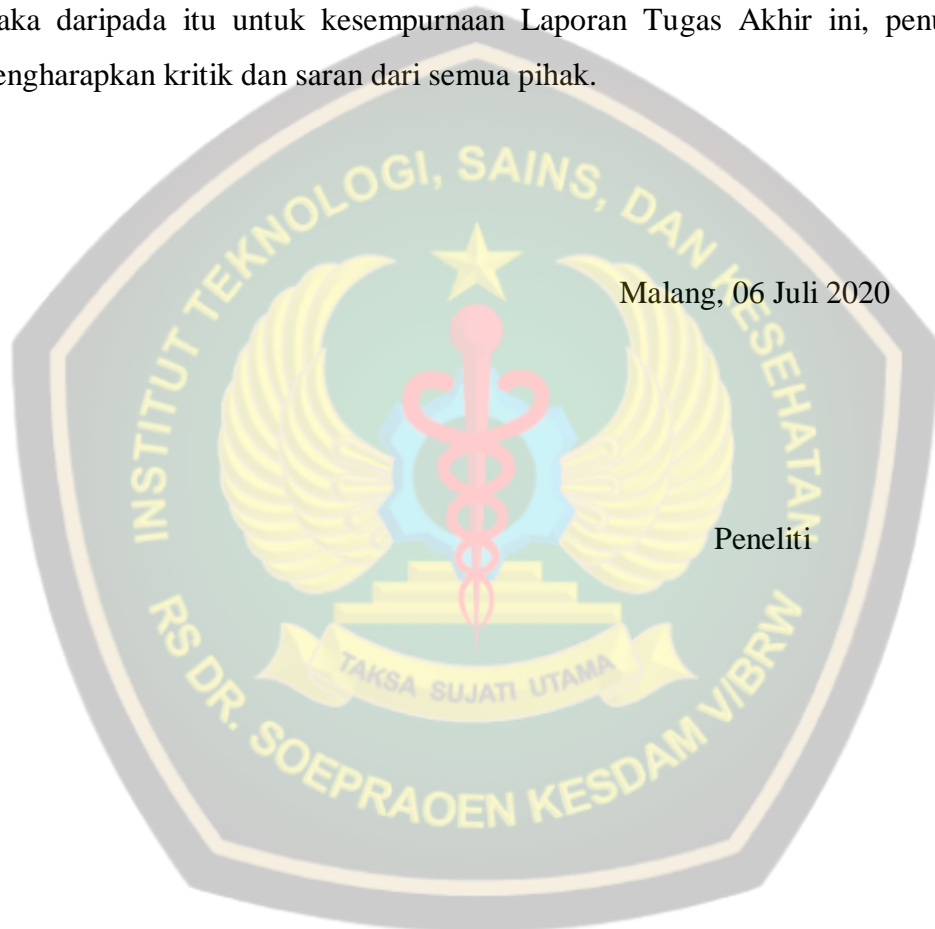 aka daripada itu untuk kesempurnaan Laporan Tugas Akhir ini, penu
engharapkan kritik dan saran dari semua pihak.
INSTITUT TEKNOLOGI, SAINS, DAN KESEHATAN
Malang, 06 Juli 2020
Peneliti
TAKSA SUJATI UTAMA
RS DR. SOEPRAOEN KESDAM V/BRW